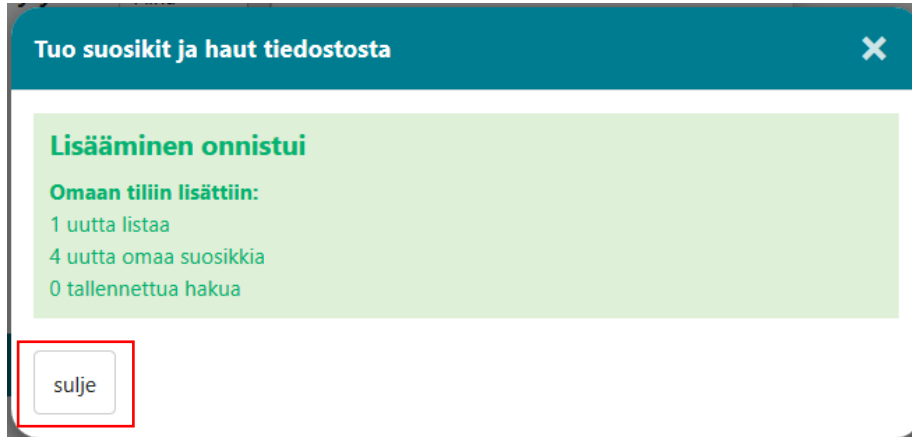 Tuo suosikit ja haut tiedostosta
Lisääminen onnistui
Omaan tiliin lisättiin:
1 uutta listaa
4 uutta omaa suosikkia
0 tallennettua hakua
sulje